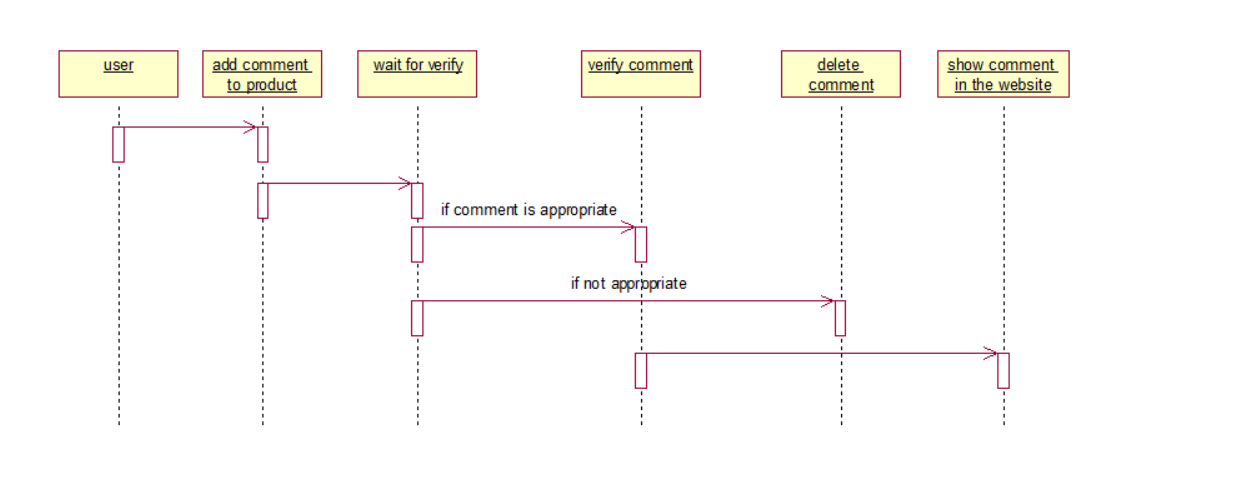 user
add comment
to product
wait for verify
verify comment
delete
comment
show comment
in the website
if comment is appropriate
if not appropriate